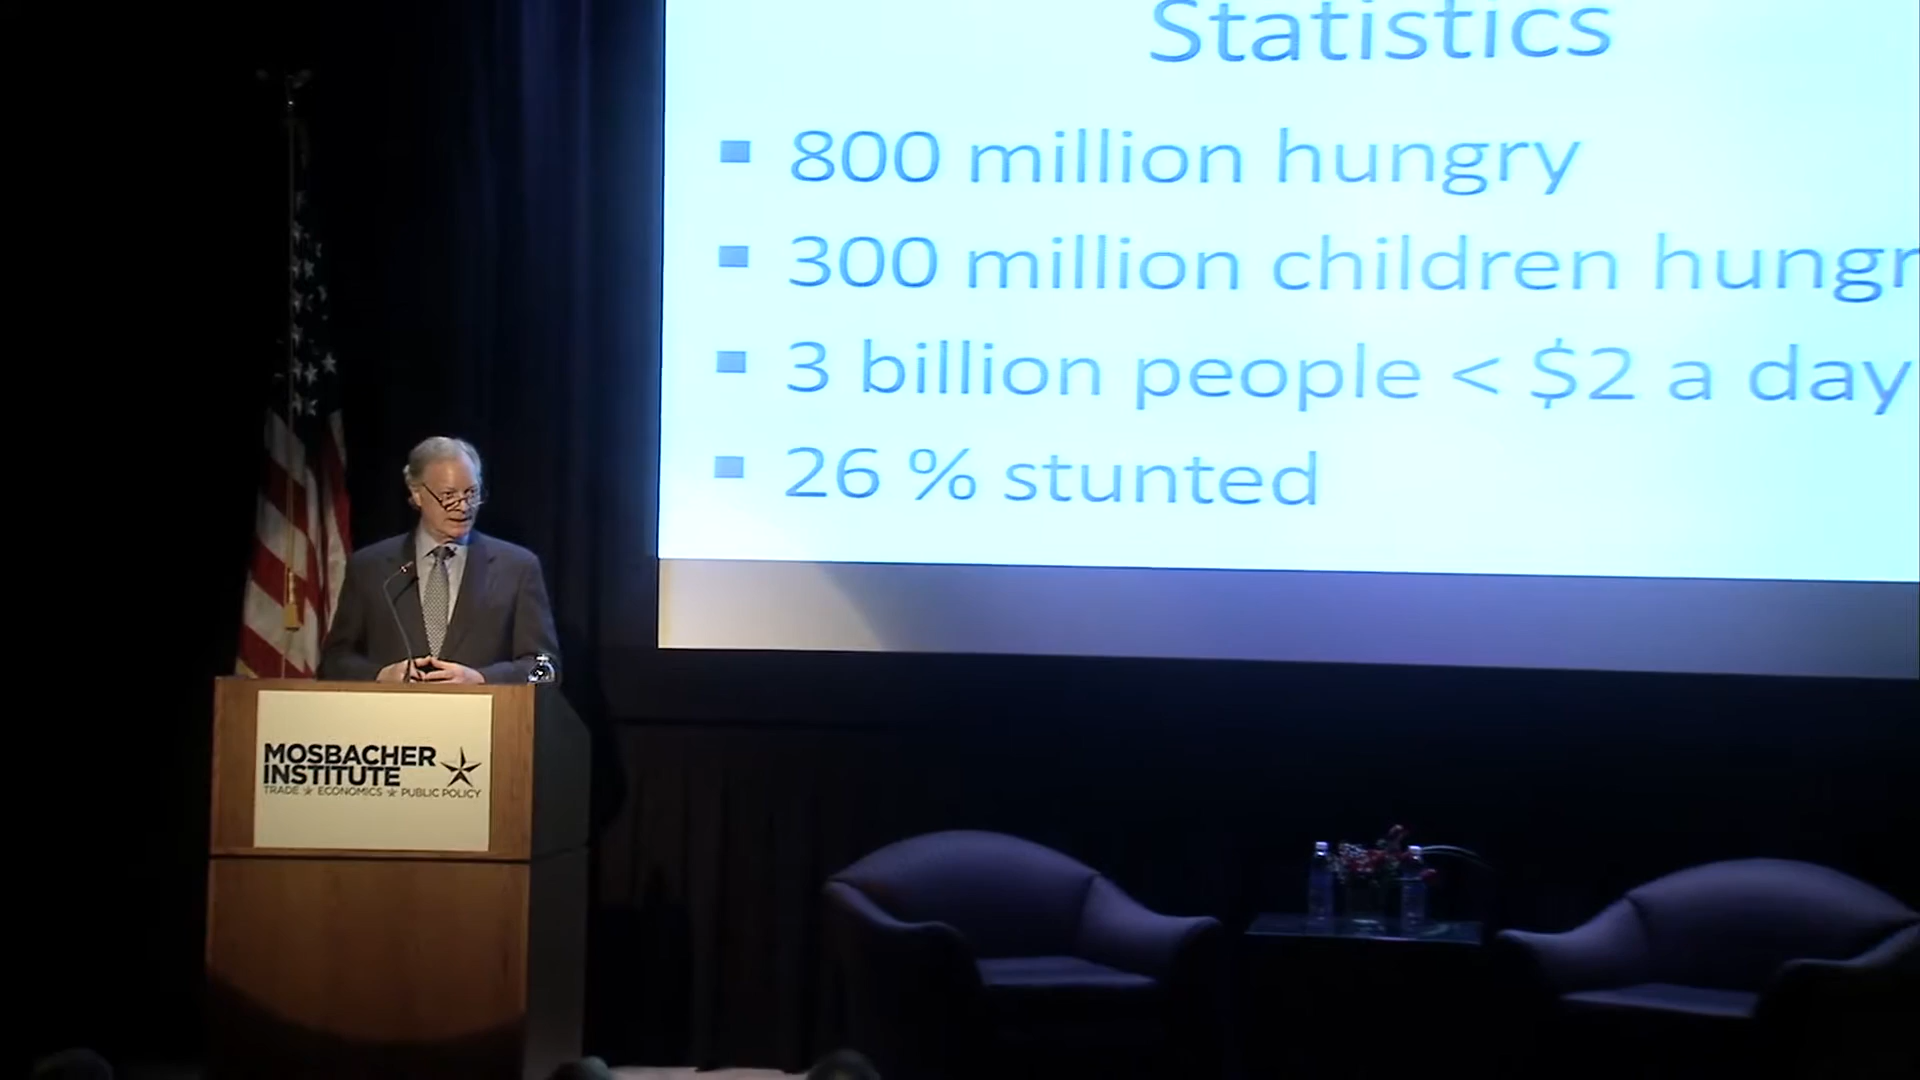 Statistics
800 million hungry
300 million children hungr
3 billion people < $2 a day
26 % stunted
MOSBACHER
INSTITUTE
TRADE ★ ECONOMICS ★ PUBLIC POLICY